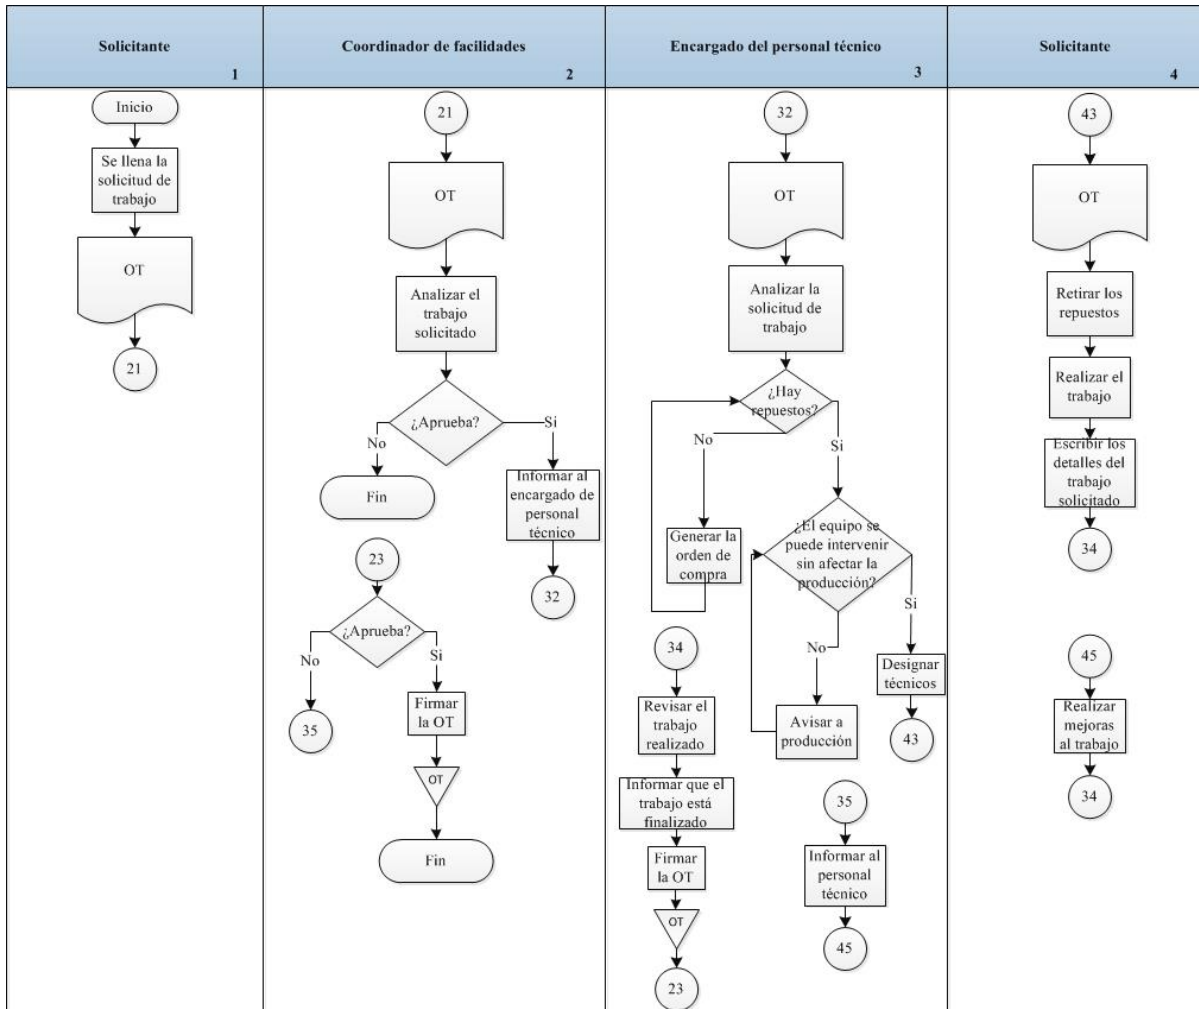 Solicitante
1
Coordinador de facilidades
2
Encargado del personal técnico
3
Solicitante
4
Inicio
Se llena la
solicitud de
trabajo
OT
21
21
OT
Analizar el
trabajo
solicitado
¿Aprueba?
No
Si
Fin
Informar al
encargado de
personal
técnico
32
23
¿Aprueba?
No
Si
35
Firmar
la OT
OT
Fin
32
OT
Analizar la
solicitud de
trabajo
¿Hay
repuestos?
No
Si
Generar la
orden de
compra
¿El equipo se
puede intervenir
sin afectar la
producción?
Si
No
Designar
técnicos
43
Avisar a
producción
34
Revisar el
trabajo
realizado
Informar que el
trabajo está
finalizado
Firmar
la OT
OT
23
35
Informar al
personal
técnico
45
43
OT
Retirar los
repuestos
Realizar el
trabajo
Escribir los
detalles del
trabajo
solicitado
34
45
Realizar
mejoras
al trabajo
34